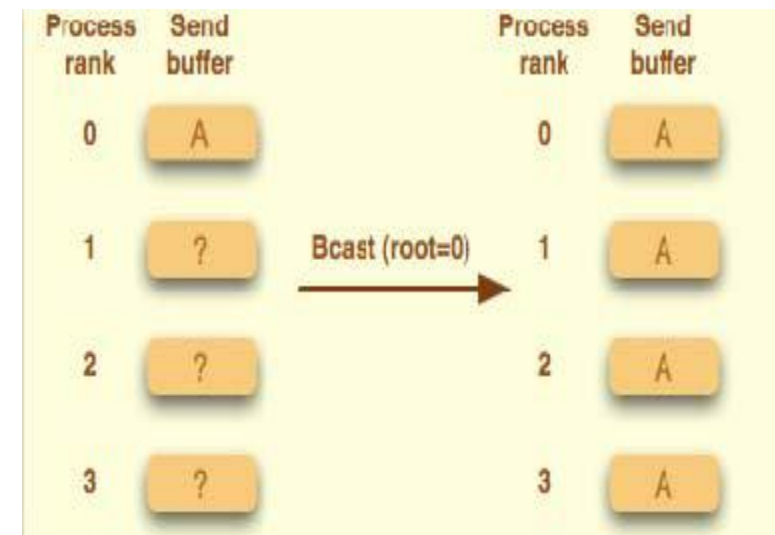 Process Send Process Send
rank buffer rank buffer
0 A 0 A
1 ? Bcast (root=0) 1 A
2 ? 2 A
3 ? 3 A